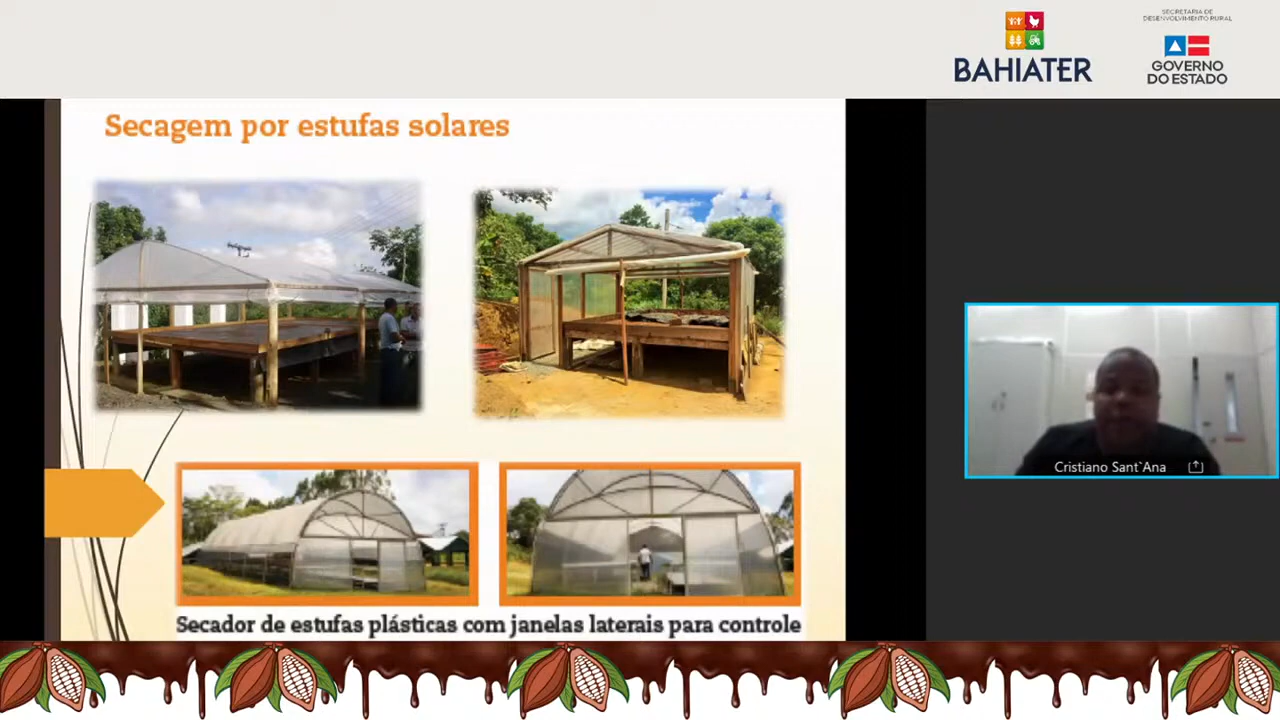 BAHIATER
SECRETARIA DE
DESENVOLVIMENTO RURAL
GOVERNO
DO ESTADO
Secagem por estufas solares
Cristiano Sant`Ana
Secador de estufas plásticas com janelas laterais para controle